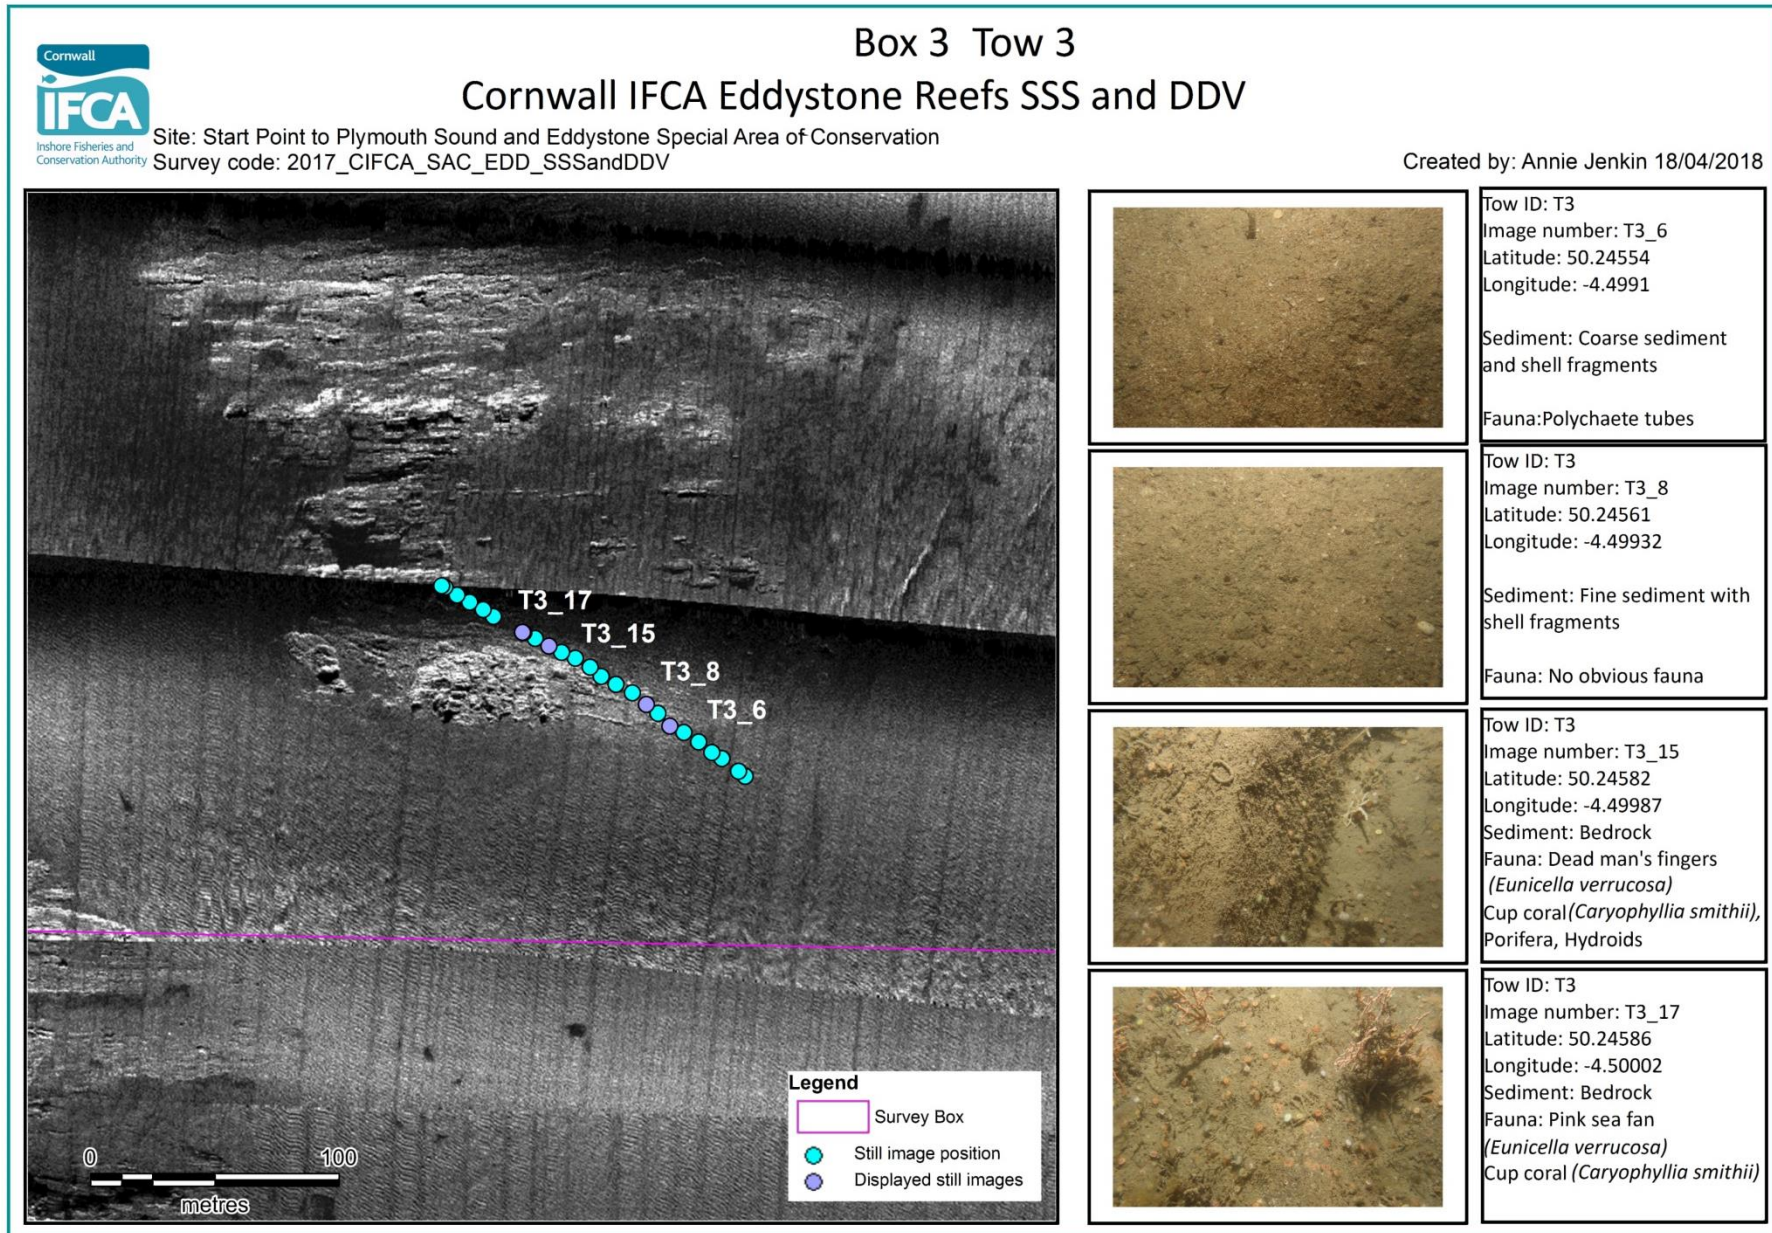 Box 3 Tow 3
Cornwall IFCA Eddystone Reefs SSS and DDV
Cornwall
IFCA
Inshore Fisheries and
Conservation Authority
Site: Start Point to Plymouth Sound and Eddystone Special Area of Conservation
Survey code: 2017_CIFCA_SAC_EDD_SSSandDDV
Created by: Annie Jenkin 18/04/2018
T3_17
T3_15
T3_8
T3_6
Legend
Survey Box
Still image position
Displayed still images
0 100
metres
Tow ID: T3
Image number: T3_6
Latitude: 50.24554
Longitude: -4.4991
Sediment: Coarse sediment
and shell fragments
Fauna:Polychaete tubes
Tow ID: T3
Image number: T3_8
Latitude: 50.24561
Longitude: -4.49932
Sediment: Fine sediment with
shell fragments
Fauna: No obvious fauna
Tow ID: T3
Image number: T3_15
Latitude: 50.24582
Longitude: -4.49987
Sediment: Bedrock
Fauna: Dead man's fingers
(Eunicella verrucosa)
Cup coral(Caryophyllia smithii),
Porifera, Hydroids
Tow ID: T3
Image number: T3_17
Latitude: 50.24586
Longitude: -4.50002
Sediment: Bedrock
Fauna: Pink sea fan
(Eunicella verrucosa)
Cup coral (Caryophyllia smithii)